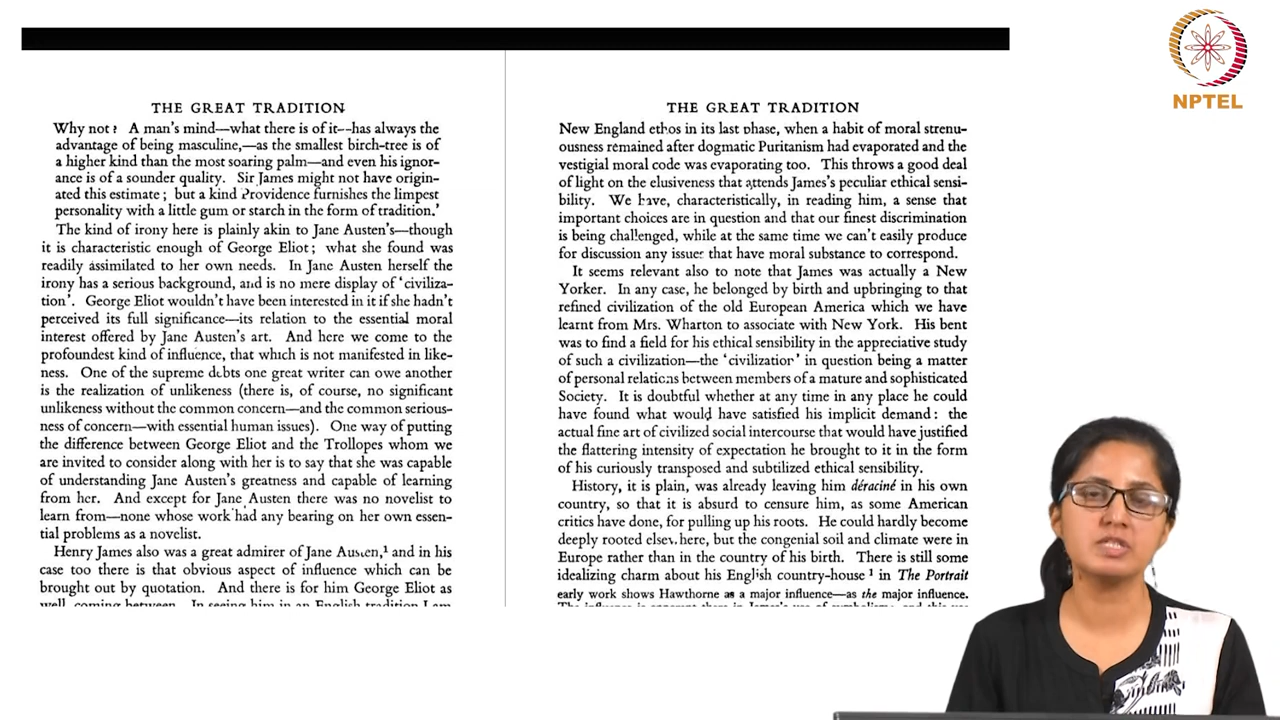 NPTEL
THE GREAT TRADITION
Why not? A man's mind—what there is of it—has always the
advantage of being masculine,—as the smallest birch-tree is of
a higher kind than the most soaring palm—and even his ignor-
ance is of a sounder quality. Sir James might not have origin-
ated this estimate; but a kind Providence furnishes the limpest
personality with a little gum or starch in the form of tradition.'
The kind of irony here is plainly akin to Jane Austen's—though
it is characteristic enough of George Eliot; what she found was
readily assimilated to her own needs. In Jane Austen herself the
irony has a serious background, and is no mere display of 'civiliza-
tion'. George Eliot wouldn't have been interested in it if she hadn't
perceived its full significance—its relation to the essential moral
interest offered by Jane Austen's art. And here we come to the
profoundest kind of influence, that which is not manifested in like-
ness. One of the supreme debts one great writer can owe another
is the realization of unlikeness (there is, of course, no significant
unlikeness without the common concern—and the common serious-
ness of concern—with essential human issues). One way of putting
the difference between George Eliot and the Trollopes whom we
are invited to consider along with her is to say that she was capable
of understanding Jane Austen's greatness and capable of learning
from her. And except for Jane Austen there was no novelist to
learn from—none whose work had any bearing on her own essen-
tial problems as a novelist.
Henry James also was a great admirer of Jane Austen,¹ and in his
case too there is that obvious aspect of influence which can be
brought out by quotation. And there is for him George Eliot as
well, coming between. In seeing him in an English tradition I am
THE GREAT TRADITION
New England ethos in its last phase, when a habit of moral strenu-
ousness remained after dogmatic Puritanism had evaporated and the
vestigial moral code was evaporating too. This throws a good deal
of light on the elusiveness that attends James's peculiar ethical sensi-
bility. We have, characteristically, in reading him, a sense that
important choices are in question and that our finest discrimination
is being challenged, while at the same time we can't easily produce
for discussion any issues that have moral substance to correspond.
It seems relevant also to note that James was actually a New
Yorker. In any case, he belonged by birth and upbringing to that
refined civilization of the old European America which we have
learnt from Mrs. Wharton to associate with New York. His bent
was to find a field for his ethical sensibility in the appreciative study
of such a civilization—the 'civilization' in question being a matter
of personal relations between members of a mature and sophisticated
Society. It is doubtful whether at any time in any place he could
have found what would have satisfied his implicit demand: the
actual fine art of civilized social intercourse that would have justified
the flattering intensity of expectation he brought to it in the form
of his curiously transposed and subtilized ethical sensibility.
History, it is plain, was already leaving him déraciné in his own
country, so that it is absurd to censure him, as some American
critics have done, for pulling up his roots. He could hardly become
deeply rooted elsewhere, but the congenial soil and climate were in
Europe rather than in the country of his birth. There is still some
idealizing charm about his English country-house ¹ in The Portrait
early work shows Hawthorne as a major influence—as the major influence.